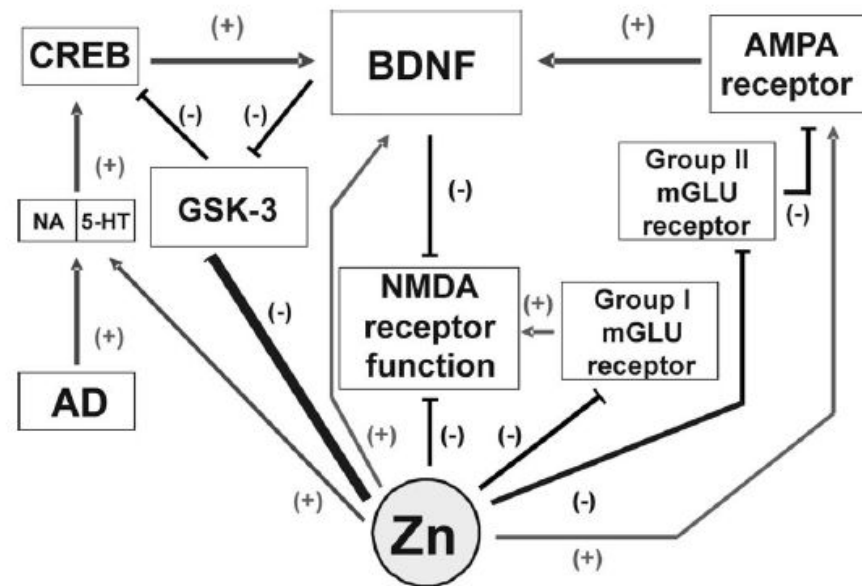 CREB
(+)
BDNF
(+)
AMPA
receptor
(-)
(-)
(+)
NA
5-HT
GSK-3
(-)
Group II
mGLU
receptor
(-)
(+)
AD
(-)
NMDA
receptor
function
(+)
Group I
mGLU
receptor
(+)
(+)
(-)
(-)
(-)
(+)
Zn